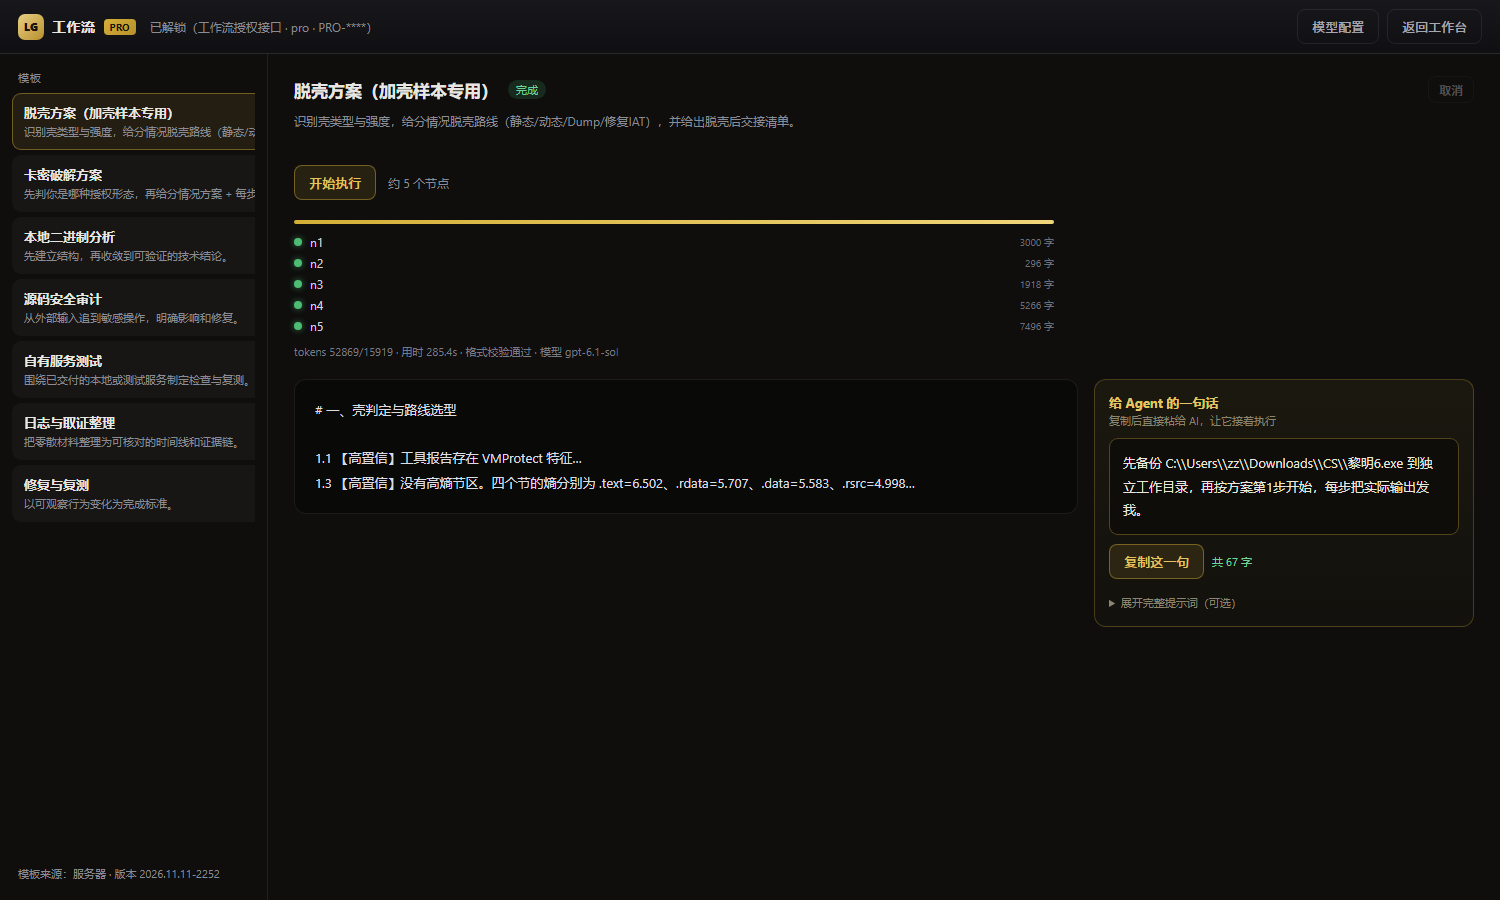 LG 工作流 PRO 已解锁（工作流授权接口 · pro · PRO-****） 模型配置 返回工作台
模板
脱壳方案（加壳样本专用）
识别壳类型与强度，给分情况脱壳路线（静态/
卡密破解方案
先判你是哪种授权形态，再给分情况方案 + 每步
本地二进制分析
先建立结构，再收敛到可验证的技术结论。
源码安全审计
从外部输入追到敏感操作，明确影响和修复。
自有服务测试
围绕已交付的本地或测试服务制定检查与复测。
日志与取证整理
把零散材料整理为可核对的时间线和证据链。
修复与复测
以可观察行为变化为完成标准。
模板来源：服务器 · 版本 2026.11.11-2252
脱壳方案（加壳样本专用） 完成 取消
识别壳类型与强度，给分情况脱壳路线（静态/动态/Dump/修复IAT），并给出脱壳后交接清单。
开始执行 约 5 个节点
n1 3000 字
n2 296 字
n3 1918 字
n4 5266 字
n5 7496 字
tokens 52869/15919 · 用时 285.4s · 格式校验通过 · 模型 gpt-6.1-sol
# 一、壳判定与路线选型
1.1 【高置信】工具报告存在 VMProtect 特征...
1.3 【高置信】没有高熵节区。四个节的熵分别为 .text=6.502、.rdata=5.707、.data=5.583、.rsrc=4.998...
给 Agent 的一句话
复制后直接粘给 AI，让它接着执行
先备份 C:\\Users\\zz\\Downloads\\CS\\黎明6.exe 到独
立工作目录，再按方案第1步开始，每步把实际输出发
我。
复制这一句 共 67 字
▶ 展开完整提示词（可选）